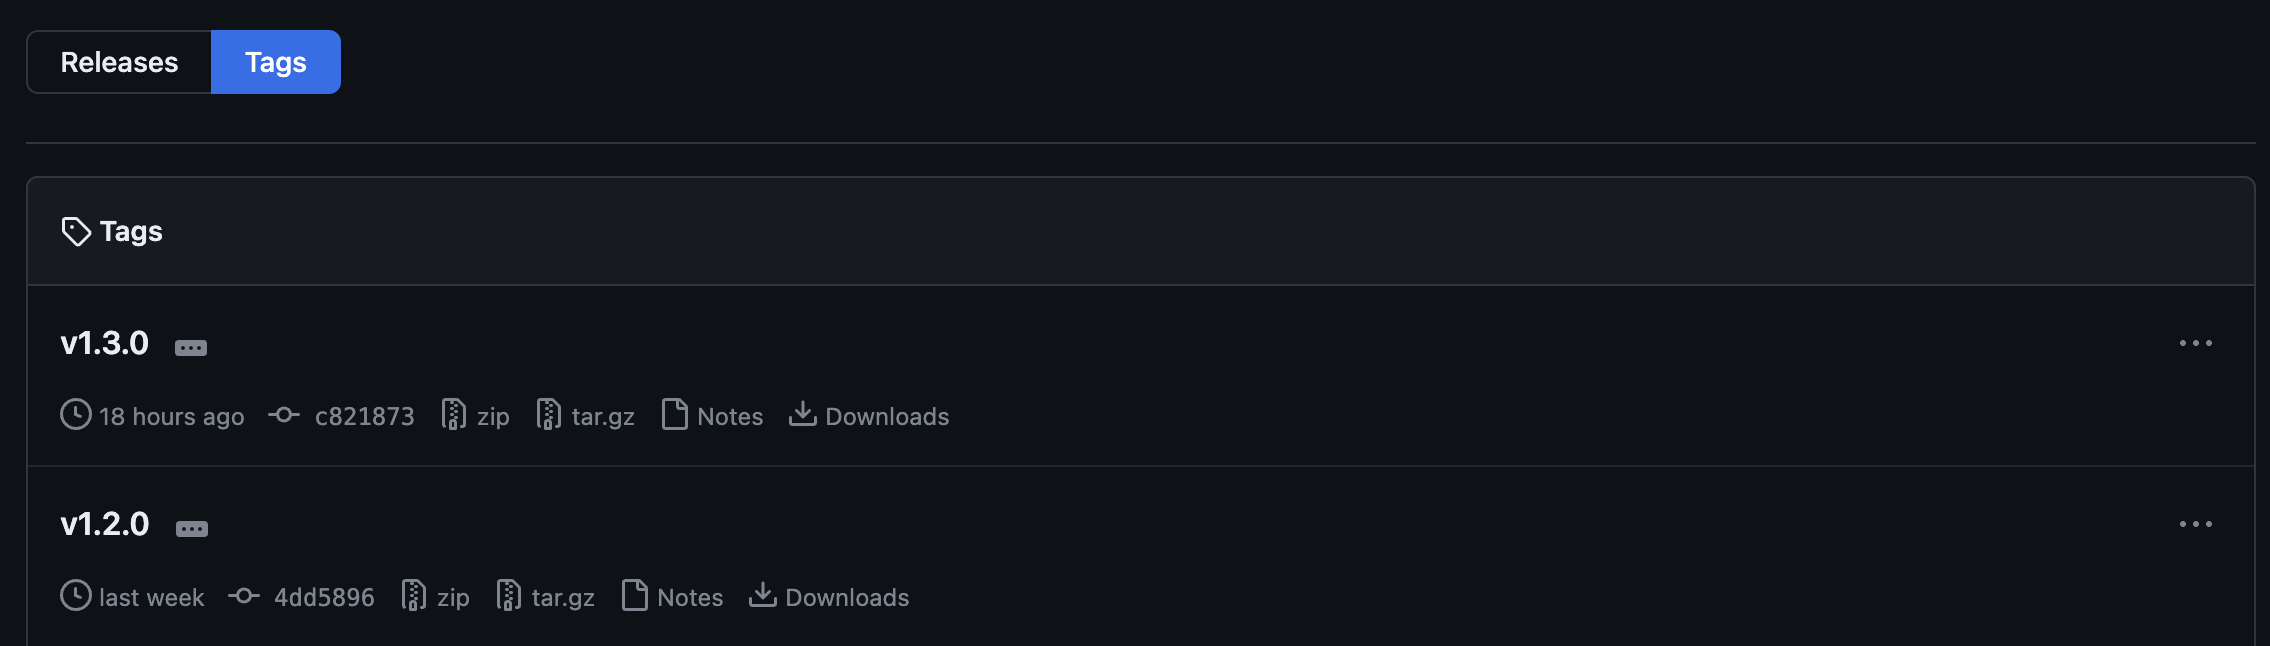 Releases Tags
Tags
v1.3.0
18 hours ago c821873 zip tar.gz Notes Downloads
v1.2.0
last week 4dd5896 zip tar.gz Notes Downloads